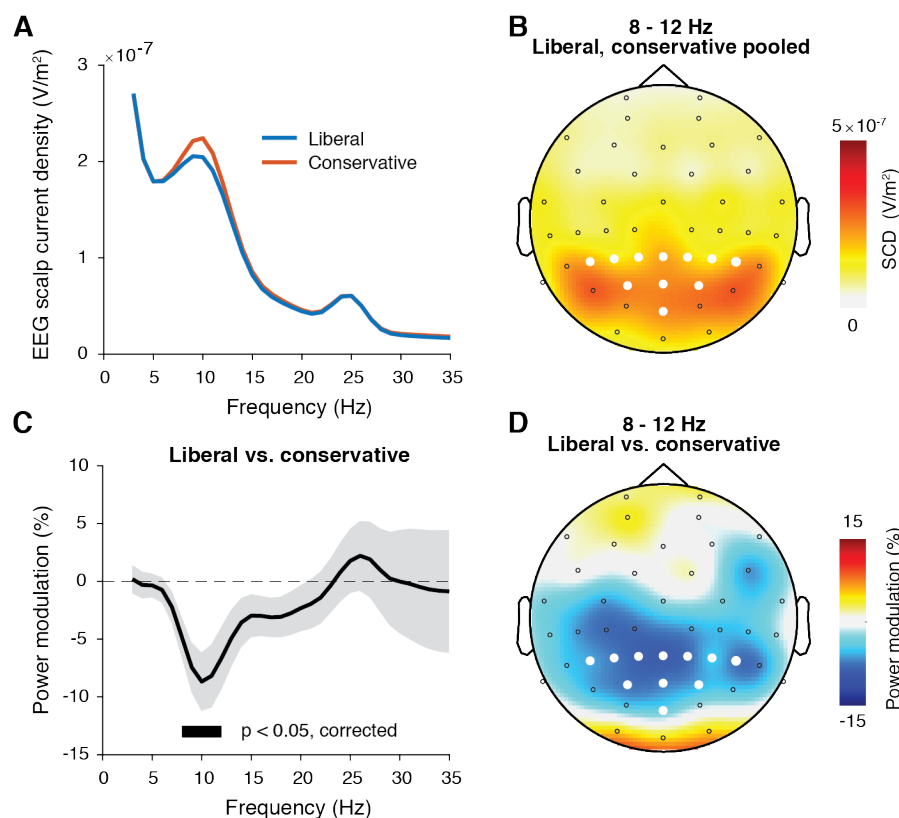 A
×10⁻⁷
EEG scalp current density (V/m²)
3
2
1
0
Liberal
Conservative
0 5 10 15 20 25 30 35
Frequency (Hz)
B
8 - 12 Hz
Liberal, conservative pooled
5×10⁻⁷
SCD (V/m²)
0
C
Liberal vs. conservative
Power modulation (%)
10
5
0
-5
-10
-15
p < 0.05, corrected
0 5 10 15 20 25 30 35
Frequency (Hz)
D
8 - 12 Hz
Liberal vs. conservative
15
Power modulation (%)
-15